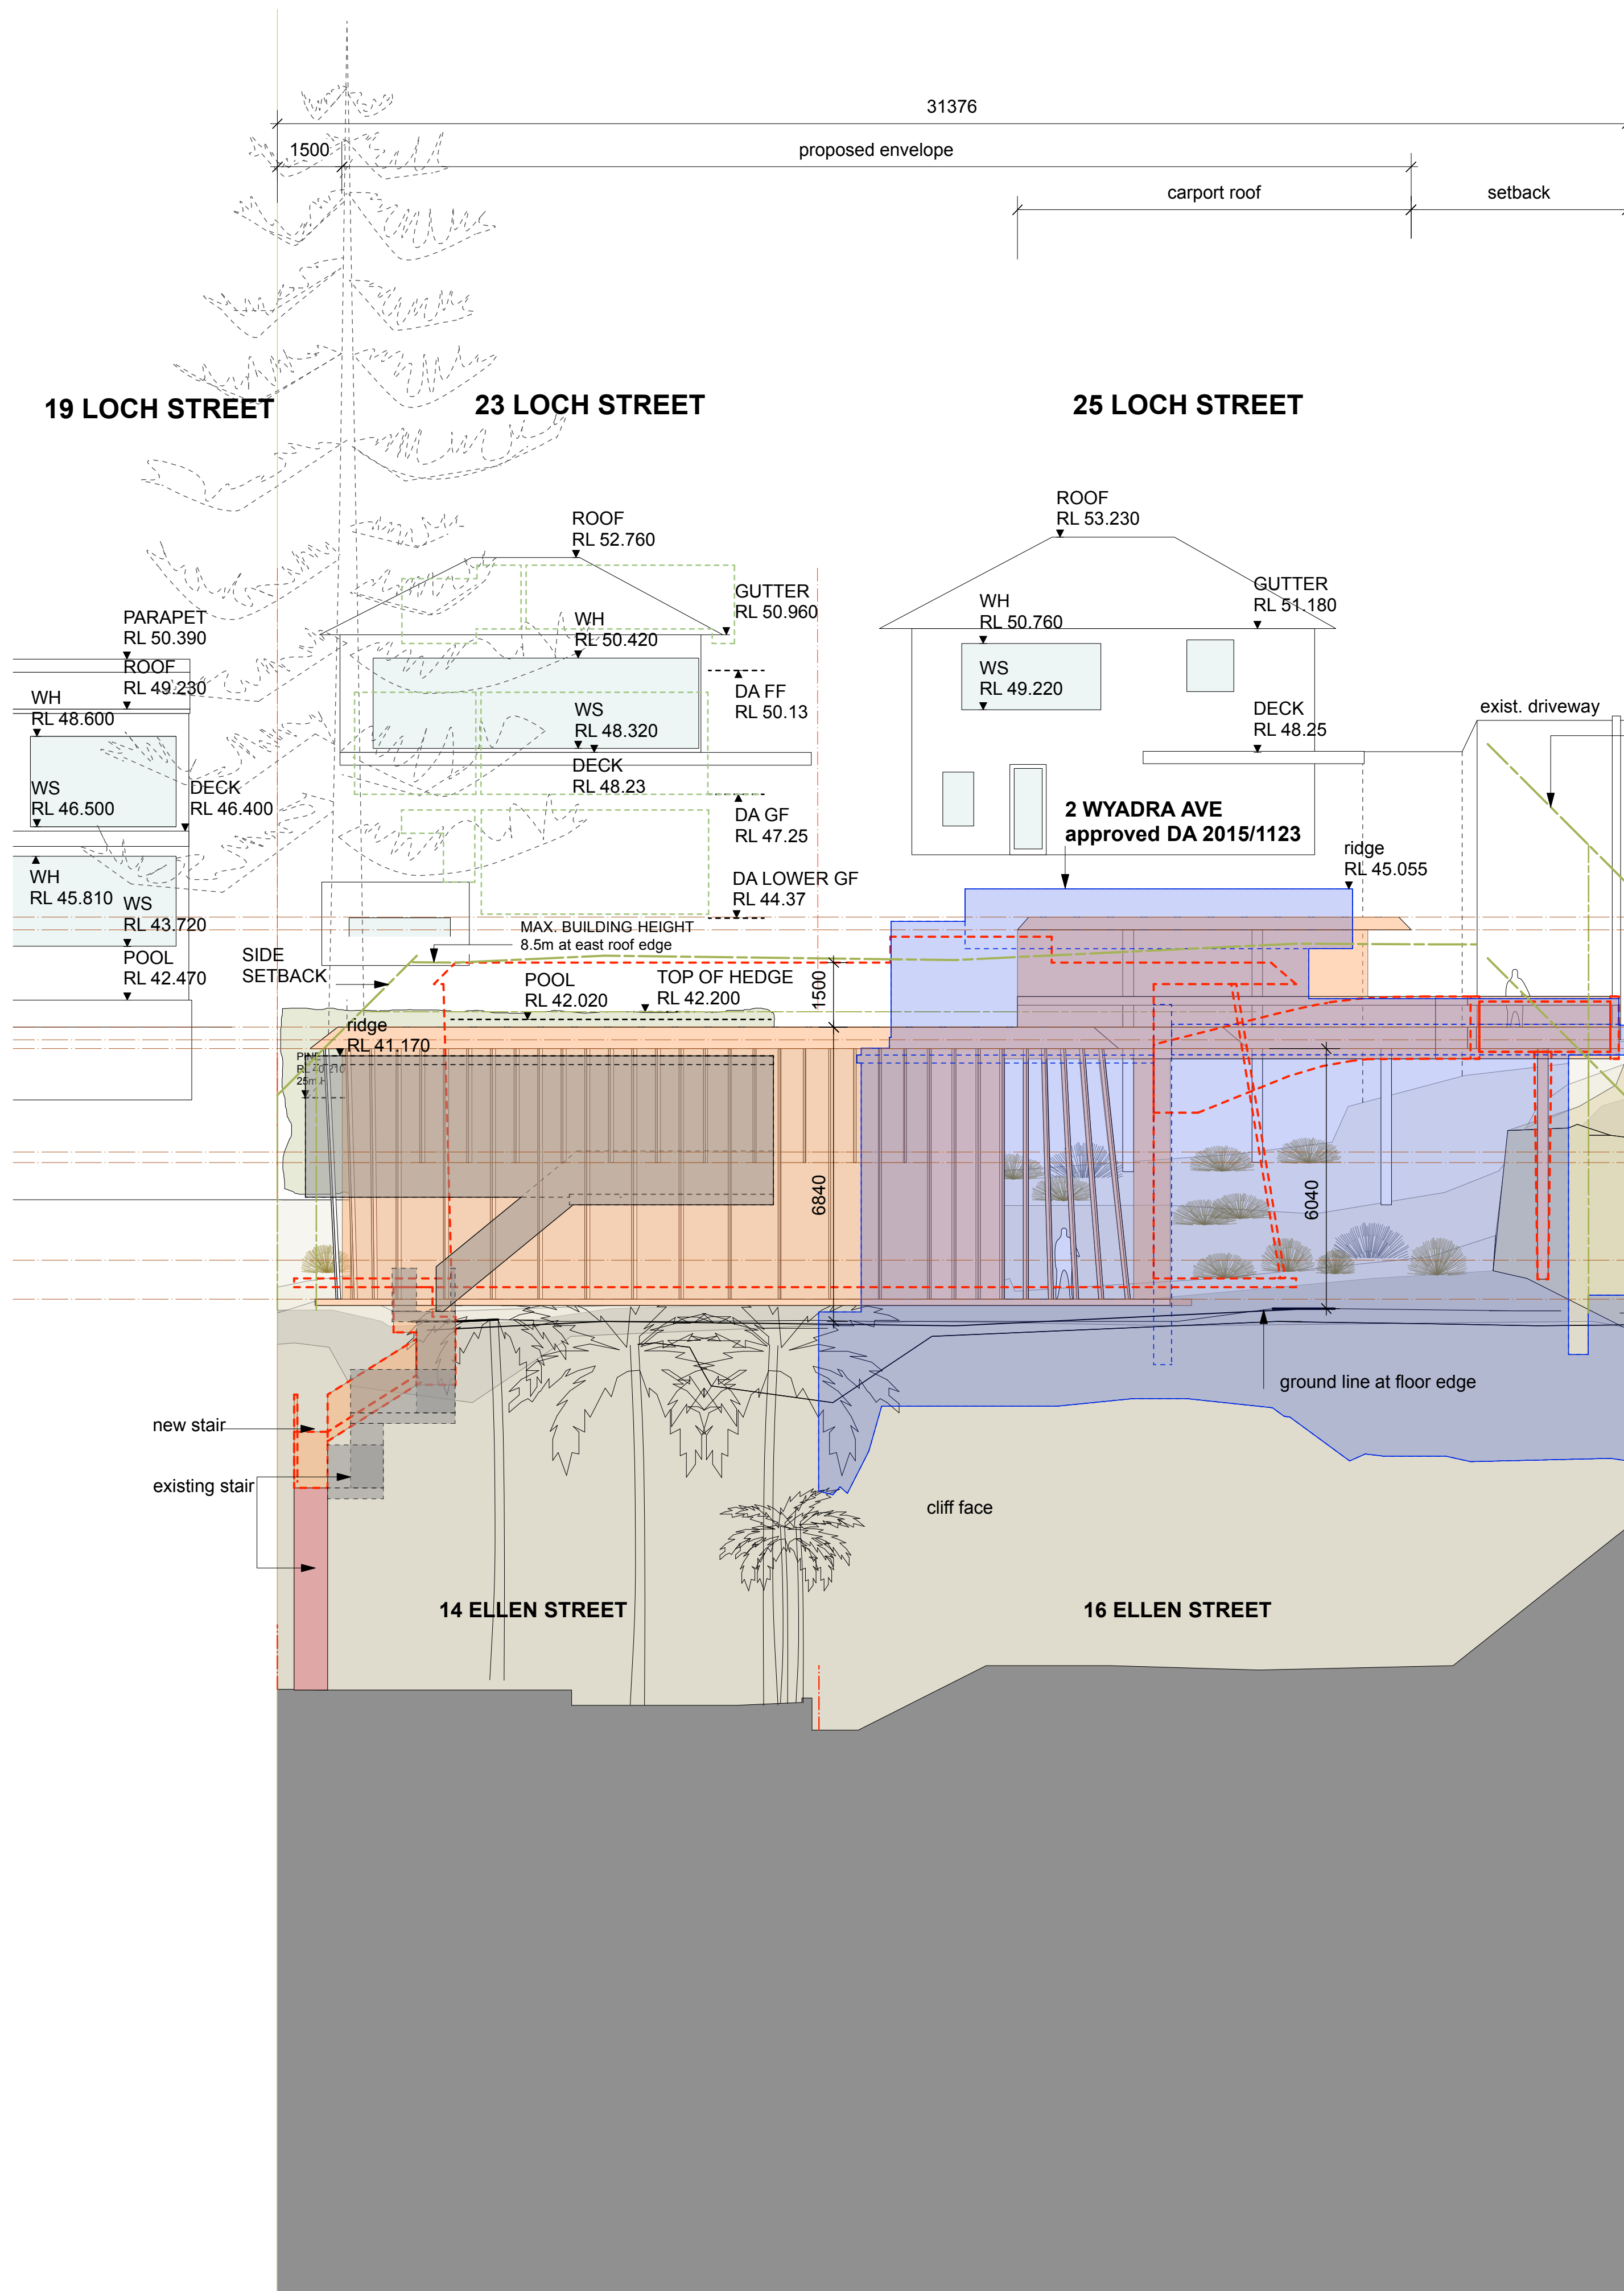 31376
1500
proposed envelope
carport roof
setback
19 LOCH STREET
23 LOCH STREET
25 LOCH STREET
ROOF
RL 52.760
ROOF
RL 53.230
GUTTER
RL 50.960
GUTTER
RL 51.180
PARAPET
RL 50.390
WH
RL 50.420
WH
RL 50.760
ROOF
RL 49.230
WH
RL 48.600
DA FF
RL 50.13
WS
RL 49.220
WS
RL 48.320
DECK
RL 48.25
exist. driveway
DECK
RL 48.23
WS
RL 46.500
DECK
RL 46.400
DA GF
RL 47.25
2 WYADRA AVE
approved DA 2015/1123
ridge
RL 45.055
WH
RL 45.810
DA LOWER GF
RL 44.37
WS
RL 43.720
MAX. BUILDING HEIGHT
8.5m at east roof edge
POOL
RL 42.470
SIDE
SETBACK
POOL
RL 42.020
TOP OF HEDGE
RL 42.200
1500
ridge
RL 41.170
PINE
RL 40.210
25m H
6840
6040
ground line at floor edge
new stair
existing stair
cliff face
14 ELLEN STREET
16 ELLEN STREET